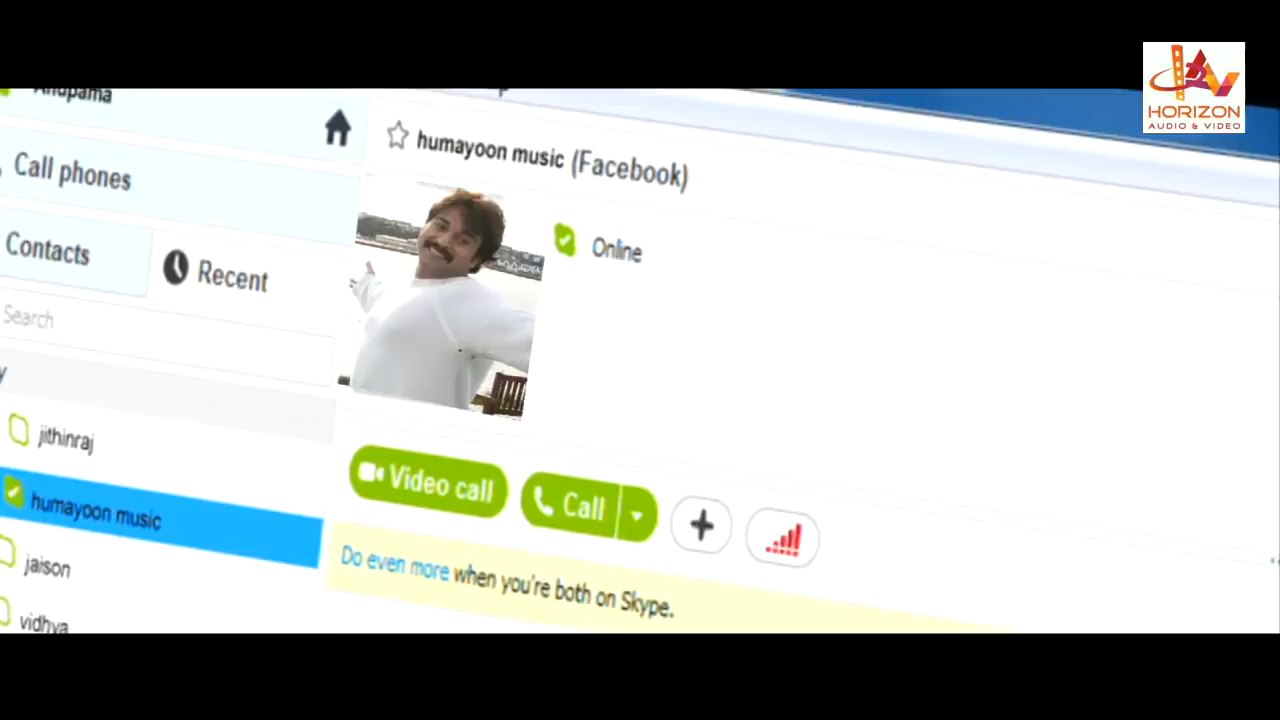 HORIZON
AUDIO & VIDEO
Anupama
Call phones
Contacts
Recent
Search
jithinraj
humayoon music
jaison
vidhya
humayoon music (Facebook)
Online
Video call
Call
Do even more when you're both on Skype.